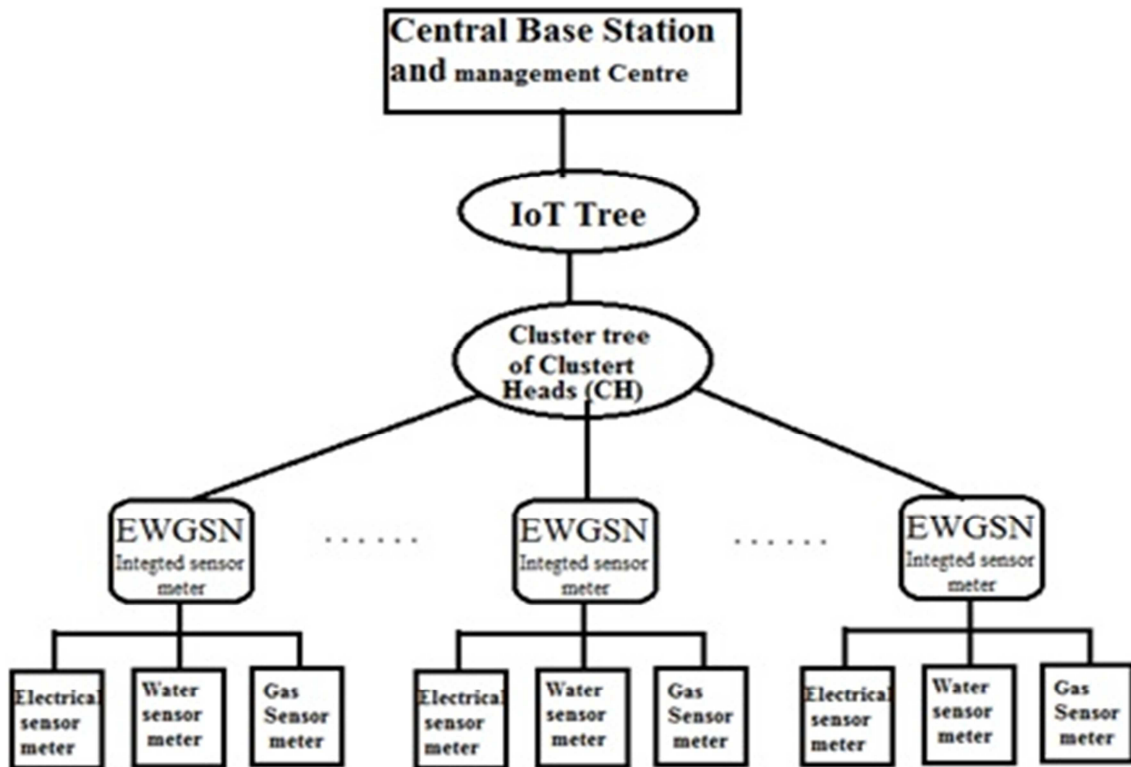 Central Base Station
and management Centre
IoT Tree
Cluster tree
of Clustert
Heads (CH)
EWGSN
Integted sensor
meter
......
EWGSN
Integted sensor
meter
......
EWGSN
Integted sensor
meter
Electrical
sensor
meter
Water
sensor
meter
Gas
Sensor
meter
Electrical
sensor
meter
Water
sensor
meter
Gas
Sensor
meter
Electrical
sensor
meter
Water
sensor
meter
Gas
Sensor
meter